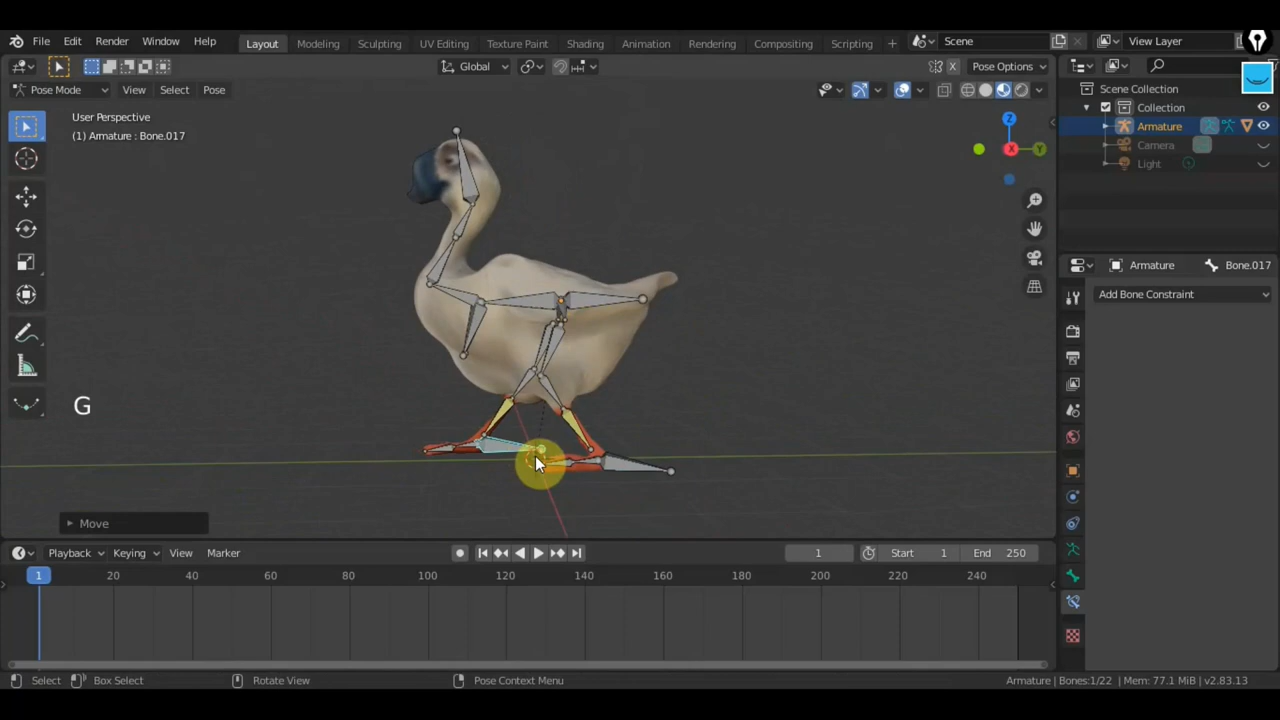 File Edit Render Window Help Layout Modeling Sculpting UV Editing Texture Paint Shading Animation Rendering Compositing Scripting + Scene View Layer
Global X Pose Options
Pose Mode View Select Pose
User Perspective
(1) Armature : Bone.017
Z
X
Y
G
Move
Scene Collection
Collection
Armature
Camera
Light
Armature Bone.017
Add Bone Constraint
Playback Keying View Marker 1 Start 1 End 250
1 20 40 60 80 100 120 140 160 180 200 220 240
Select Box Select Rotate View Pose Context Menu Armature | Bones:1/22 | Mem: 77.1 MiB | v2.83.13